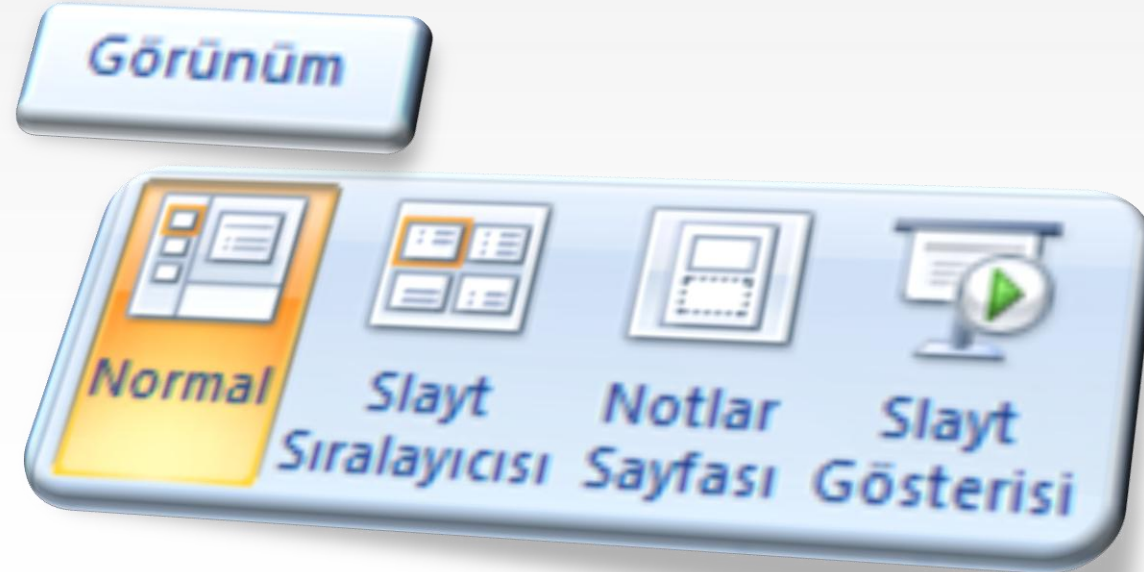 Görünüm
Normal
Slayt
Sıralayıcısı
Notlar
Sayfası
Slayt
Gösterisi